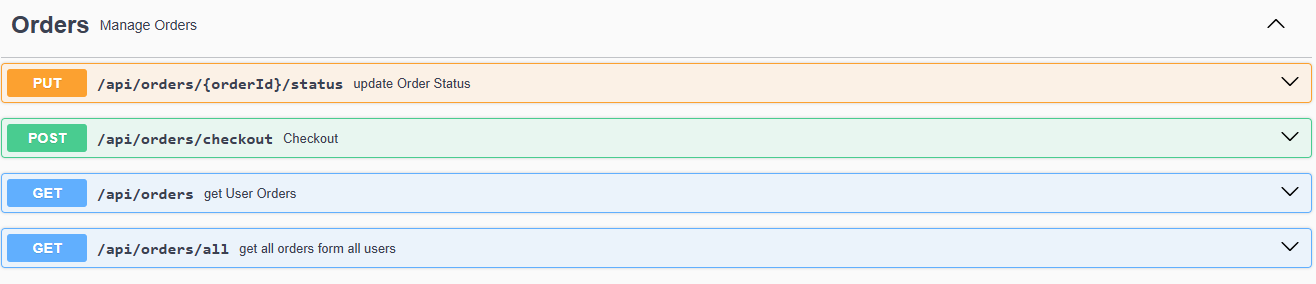 Orders Manage Orders
PUT /api/orders/{orderId}/status update Order Status
POST /api/orders/checkout Checkout
GET /api/orders get User Orders
GET /api/orders/all get all orders form all users